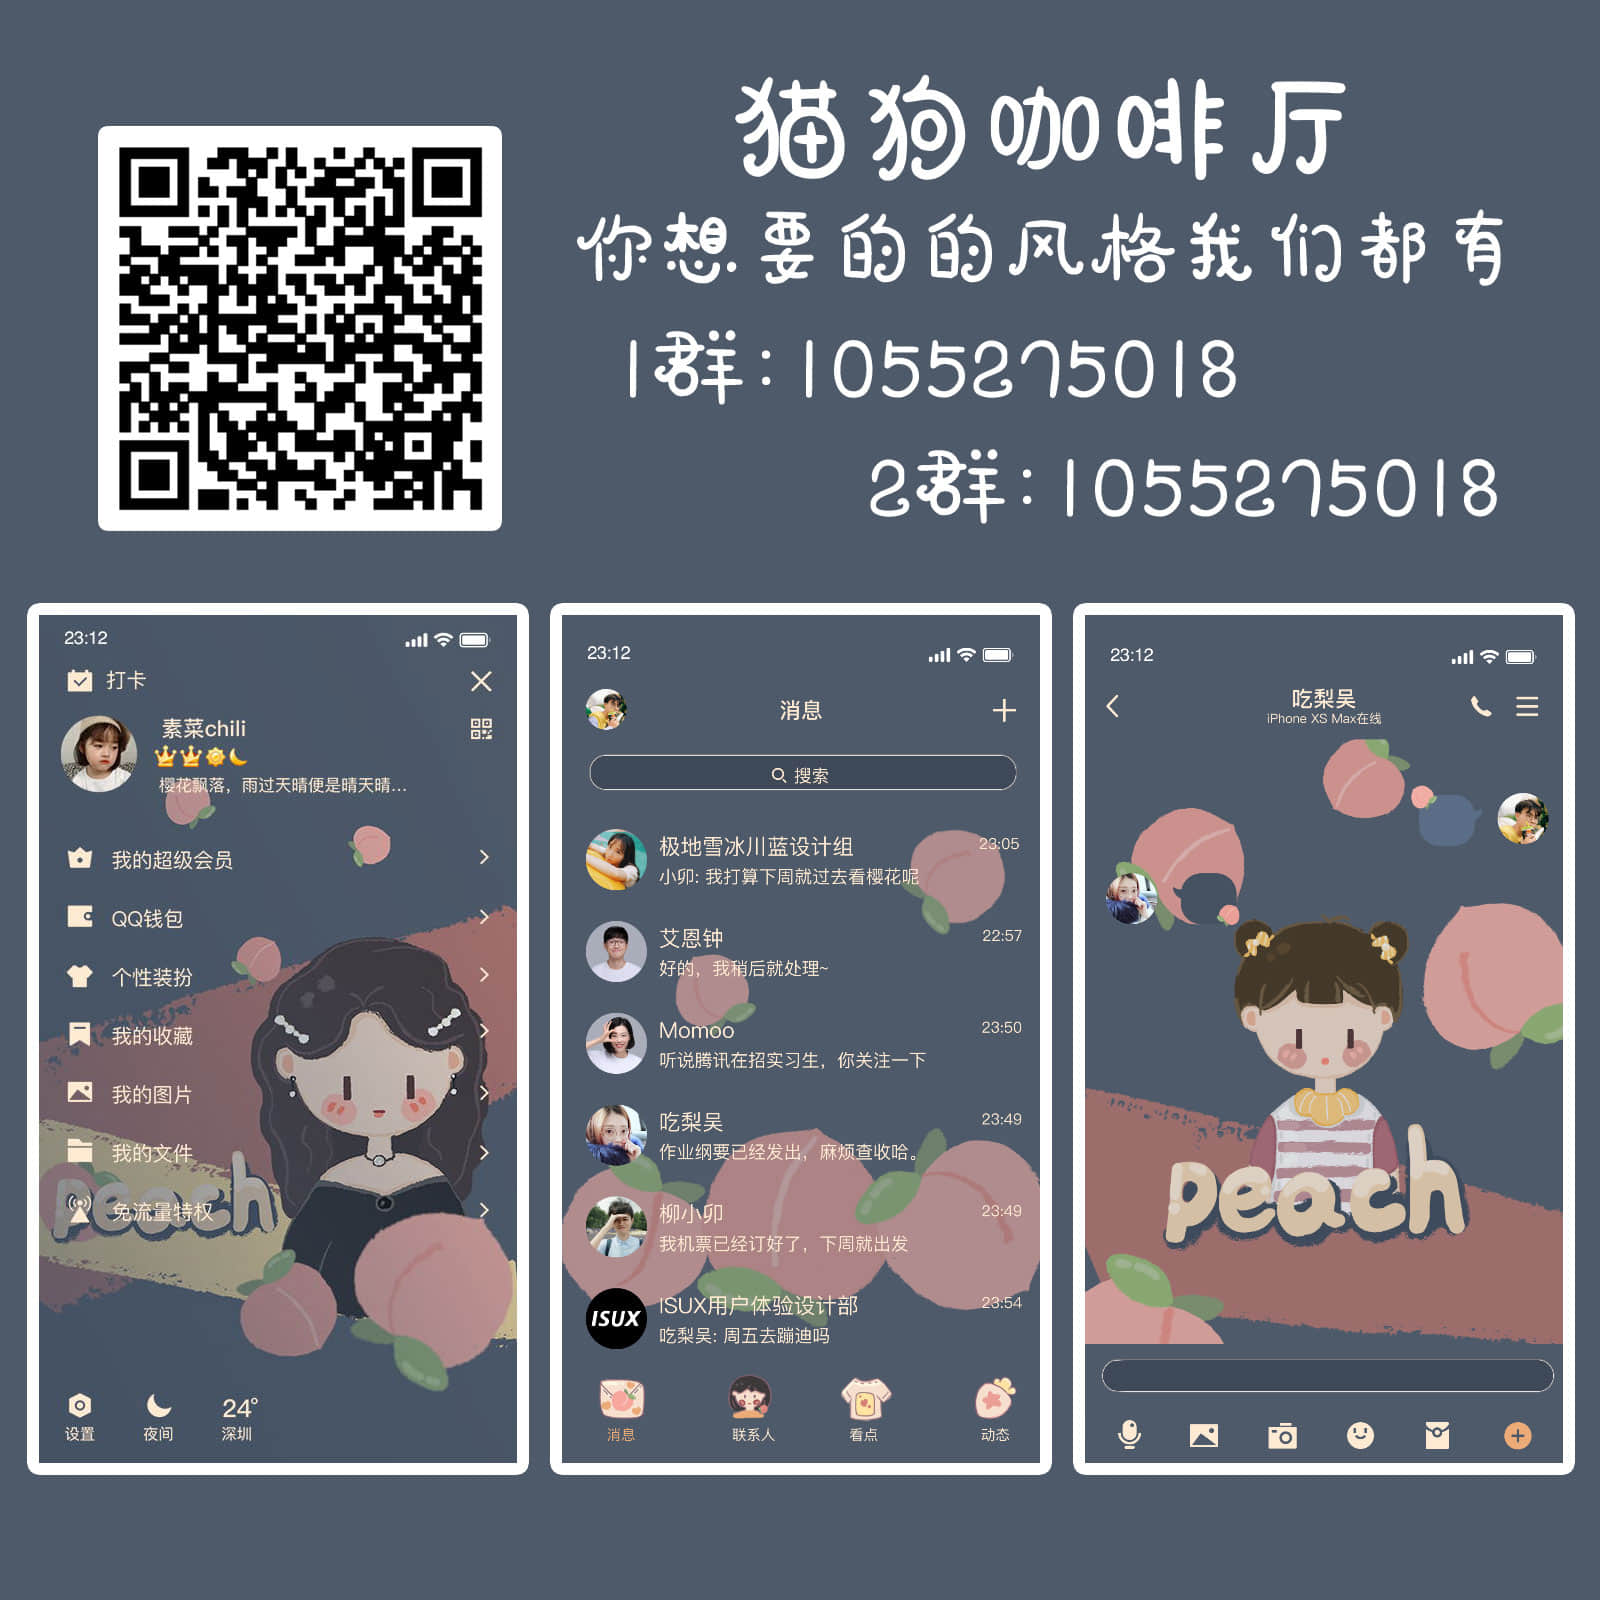 猫狗咖啡厅
你想要的的风格我们都有
1群:1055275018
2群:1055275018
23:12
打卡
素菜chili
樱花飘落，雨过天晴便是晴天晴...
我的超级会员
QQ钱包
个性装扮
我的收藏
我的图片
我的文件
免流量特权
peach
24°
设置 夜间 深圳
23:12
消息
搜索
极地雪冰川蓝设计组 23:05
小卯: 我打算下周就过去看樱花呢
艾恩钟 22:57
好的，我稍后就处理~
Momoo 23:50
听说腾讯在招实习生，你关注一下
吃梨吴 23:49
作业纲要已经发出，麻烦查收哈。
柳小卯 23:49
我机票已经订好了，下周就出发
ISUX
ISUX用户体验设计部 23:54
吃梨吴: 周五去蹦迪吗
消息 联系人 看点 动态
23:12
吃梨吴
iPhone XS Max在线
peach